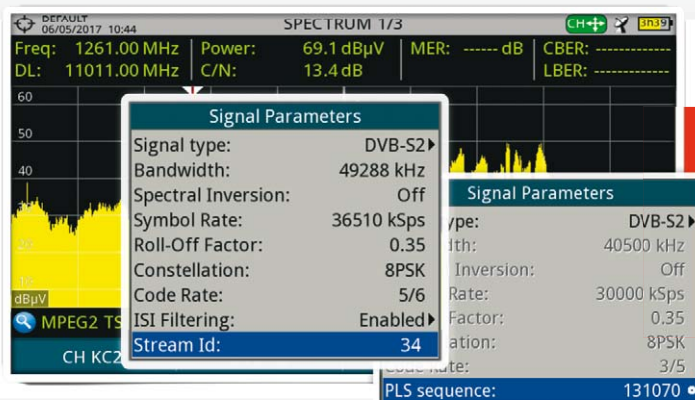 DEFAULT
06/05/2017 10:44
SPECTRUM 1/3
CH
3h39
Freq: 1261.00 MHz
Power: 69.1 dBµV
MER: ------ dB
CBER: -------------
DL: 11011.00 MHz
C/N: 13.4 dB
LBER: -------------
60
50
40
dBµV
MPEG2 TS
CH KC2
Signal Parameters
Signal type: DVB-S2
Bandwidth: 49288 kHz
Spectral Inversion: Off
Symbol Rate: 36510 kSps
Roll-Off Factor: 0.35
Constellation: 8PSK
Code Rate: 5/6
ISI Filtering: Enabled
Stream Id: 34
Signal Parameters
ype: DVB-S2
dth: 40500 kHz
Inversion: Off
Rate: 30000 kSps
Factor: 0.35
ation: 8PSK
Code Rate: 3/5
PLS sequence: 131070